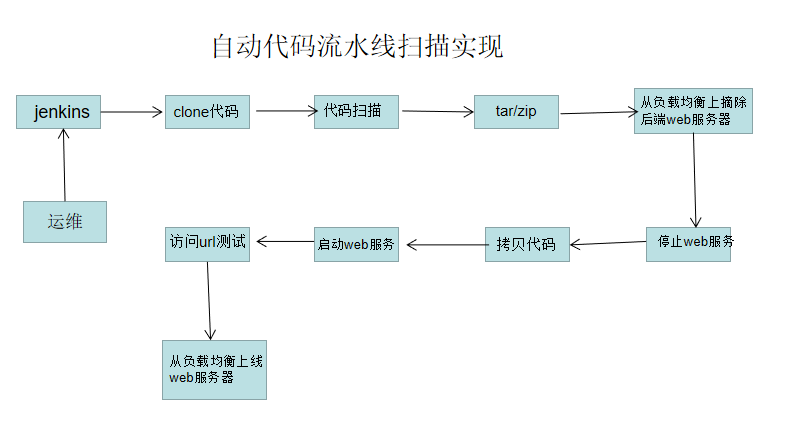 自动代码流水线扫描实现
jenkins
clone代码
代码扫描
tar/zip
从负载均衡上摘除
后端web服务器
运维
访问url测试
启动web服务
拷贝代码
停止web服务
从负载均衡上线
web服务器